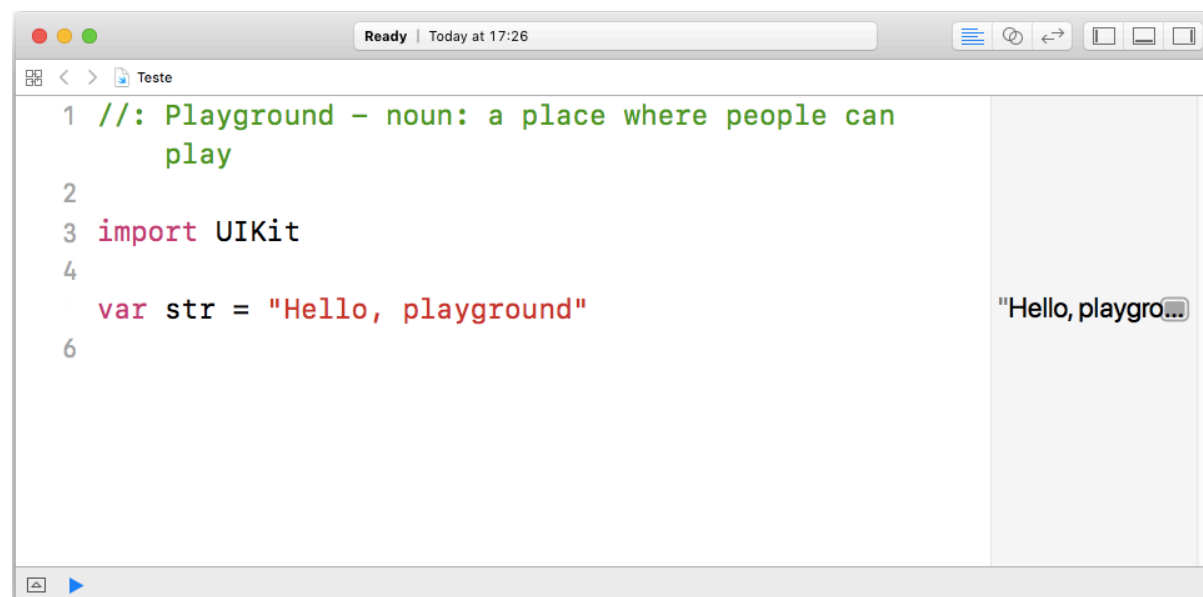 Ready | Today at 17:26
Teste
1 //: Playground – noun: a place where people can
play
2
3 import UIKit
4
var str = "Hello, playground" "Hello, playgro...
6